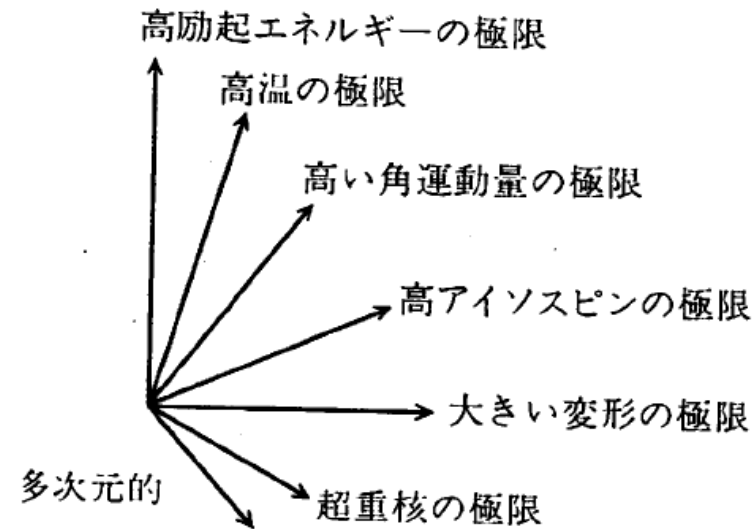 高励起エネルギーの極限
高温の極限
高い角運動量の極限
高アイソスピンの極限
大きい変形の極限
多次元的
超重核の極限